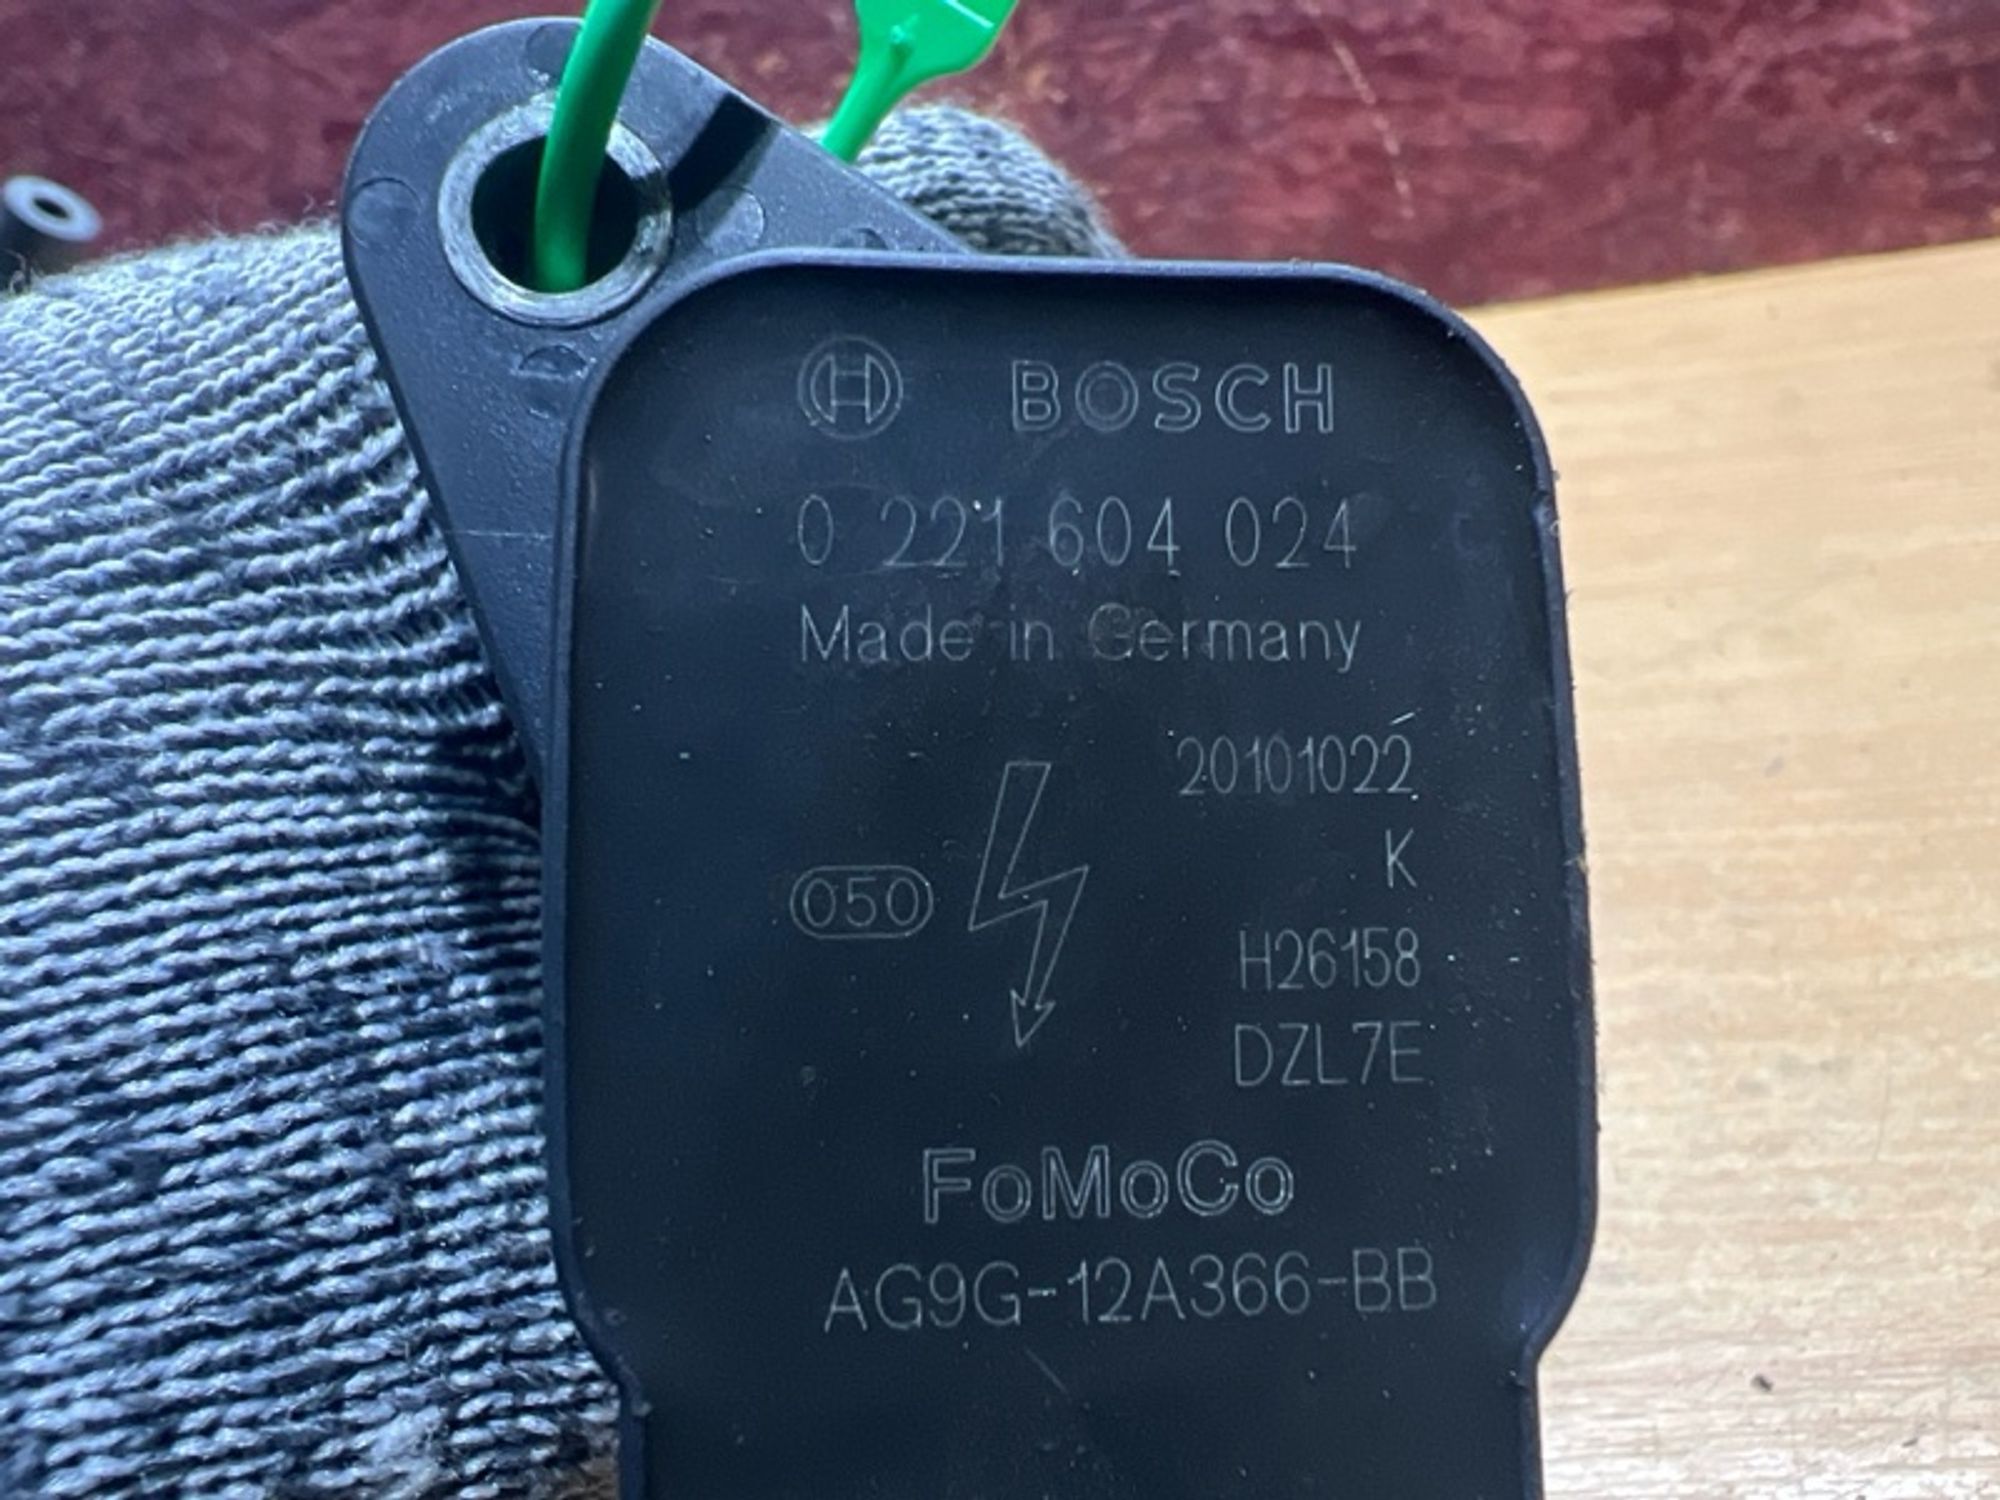 BOSCH
0 221 604 024
Made in Germany
20101022
K
050
H26158
DZL7E
FoMoCo
AG9G-12A366-BB